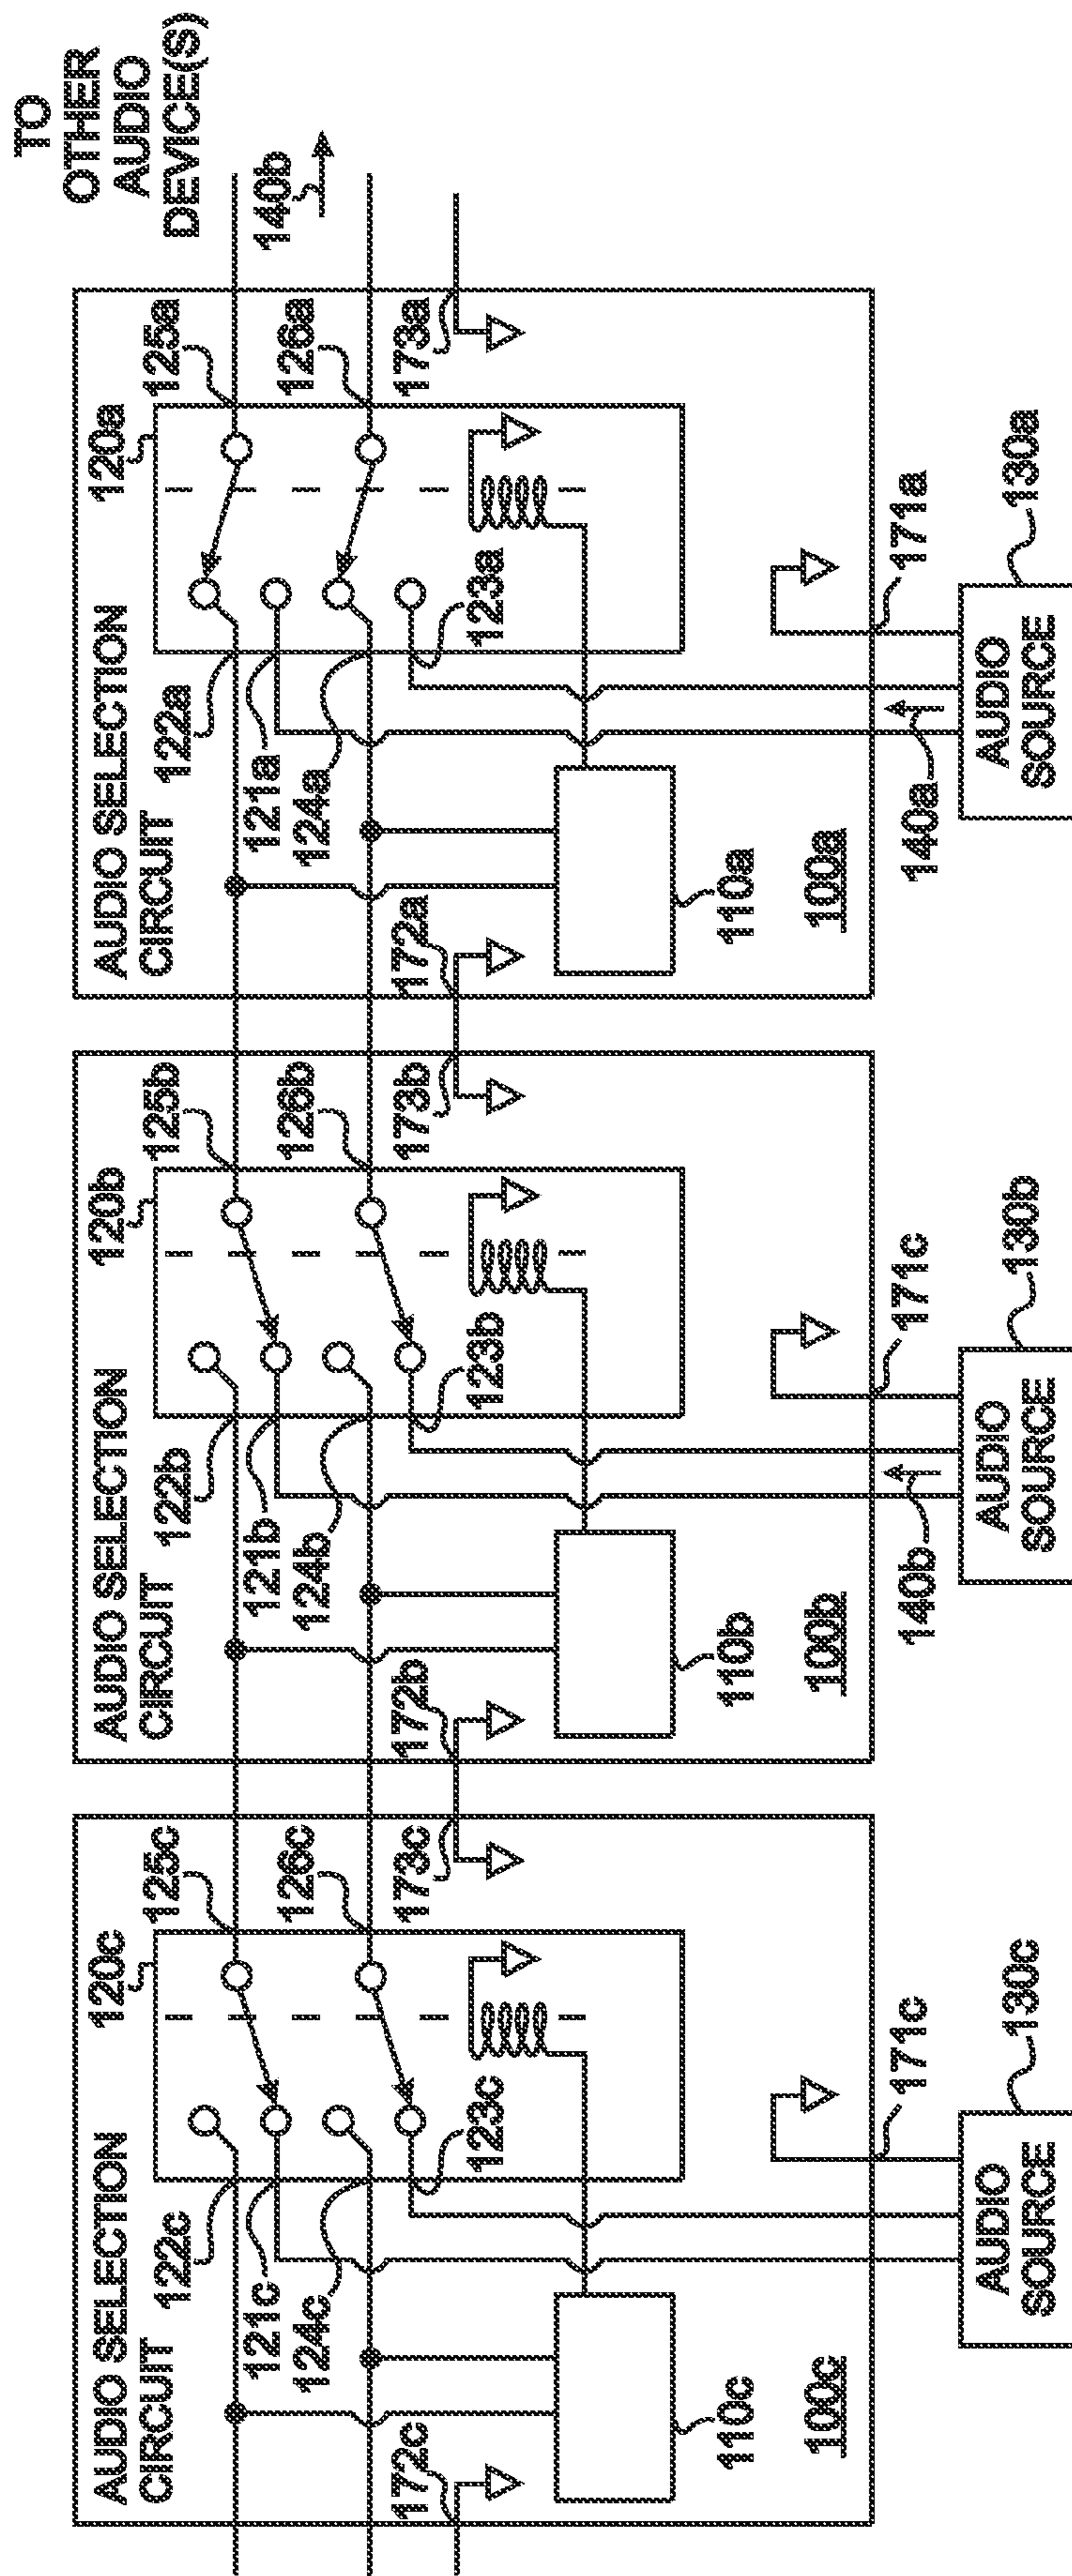 TO
OTHER
AUDIO
DEVICE(S)
140b
AUDIO SELECTION
CIRCUIT
120c
122c
125c
121c
124c
126c
172c
123c
173c
110c
100c
171c
AUDIO
SOURCE
130c
AUDIO SELECTION
CIRCUIT
120b
122b
125b
121b
124b
126b
172b
123b
173b
110b
100b
171c
140b
AUDIO
SOURCE
130b
AUDIO SELECTION
CIRCUIT
120a
122a
125a
121a
124a
126a
172a
123a
173a
110a
100a
171a
140a
AUDIO
SOURCE
130a